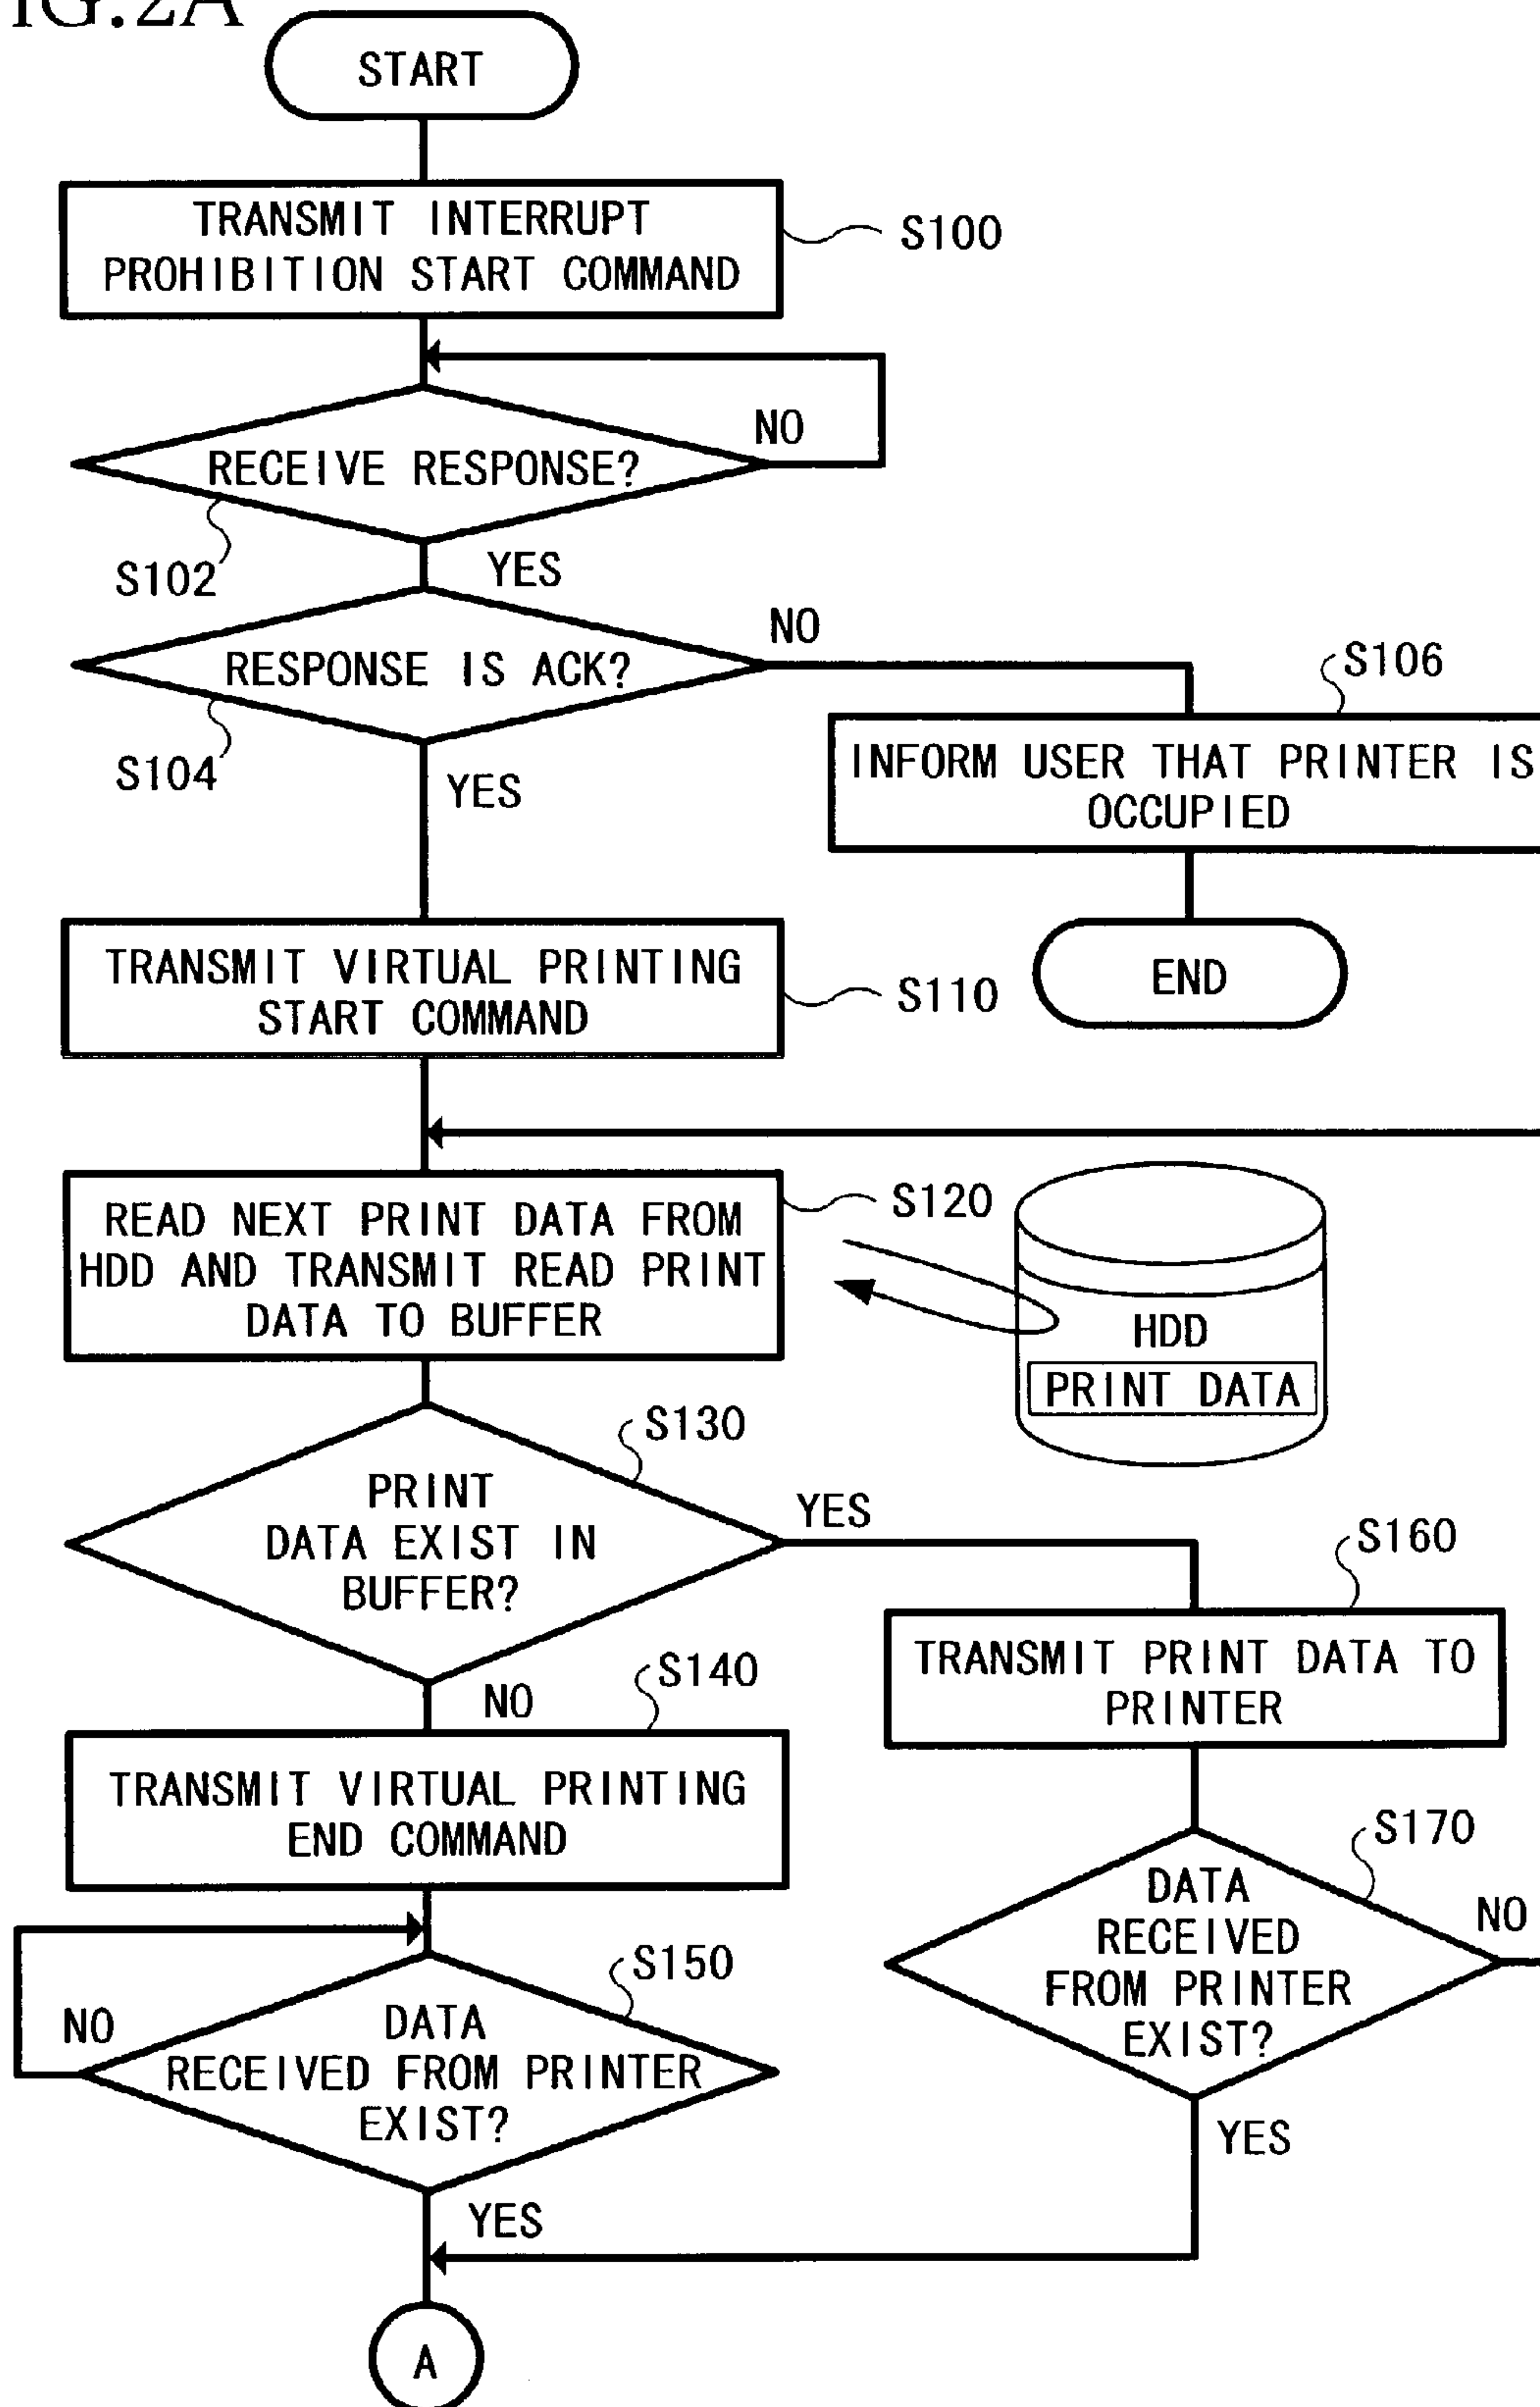 FIG.2A
START
TRANSMIT INTERRUPT
PROHIBITION START COMMAND
S100
NO
RECEIVE RESPONSE?
S102
YES
NO
RESPONSE IS ACK?
S104
YES
S106
INFORM USER THAT PRINTER IS
OCCUPIED
END
TRANSMIT VIRTUAL PRINTING
START COMMAND
S110
READ NEXT PRINT DATA FROM
HDD AND TRANSMIT READ PRINT
DATA TO BUFFER
S120
HDD
PRINT DATA
S130
PRINT
DATA EXIST IN
BUFFER?
YES
S160
TRANSMIT PRINT DATA TO
PRINTER
NO
S140
TRANSMIT VIRTUAL PRINTING
END COMMAND
S170
DATA
RECEIVED
FROM PRINTER
EXIST?
NO
YES
S150
NO
DATA
RECEIVED FROM PRINTER
EXIST?
YES
A